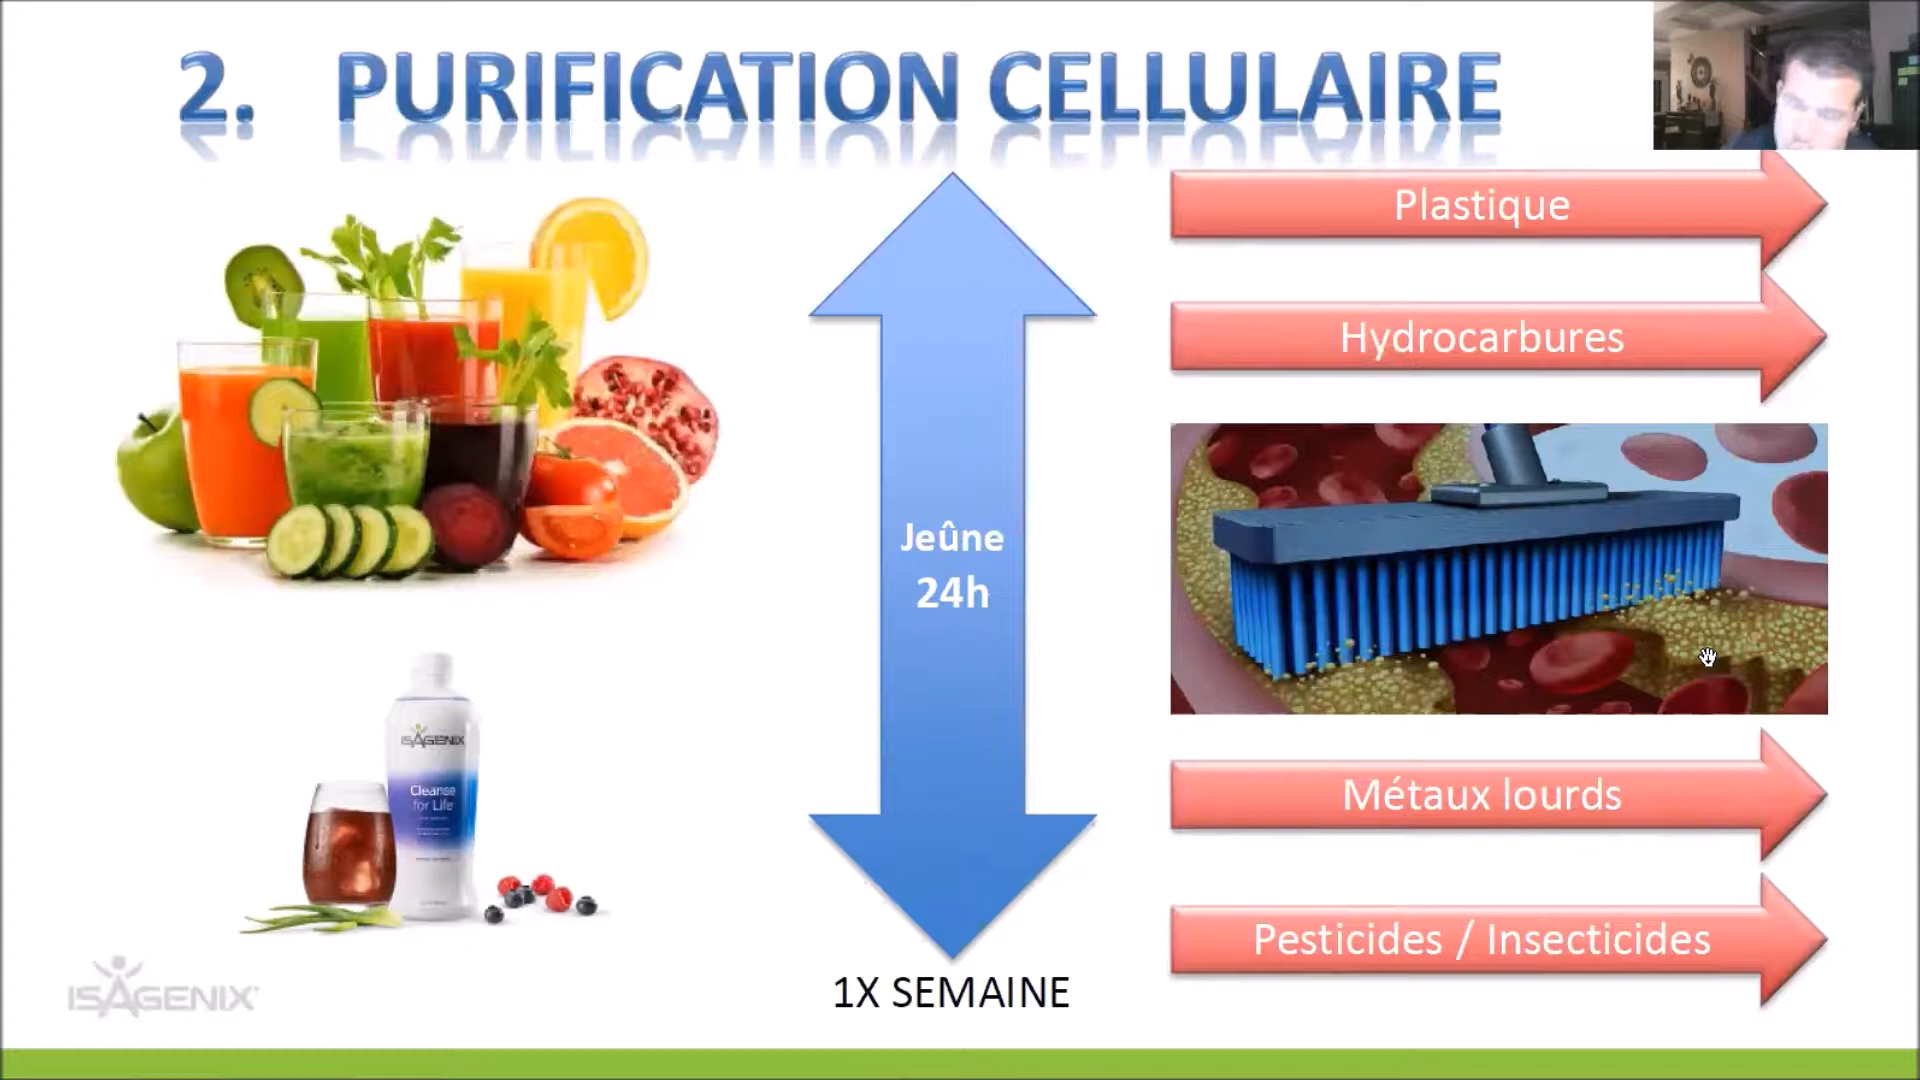 2. PURIFICATION CELLULAIRE
Plastique
Hydrocarbures
Jeûne
24h
ISAGENIX
Cleanse
for Life
Métaux lourds
Pesticides / Insecticides
1X SEMAINE
ISAGENIX